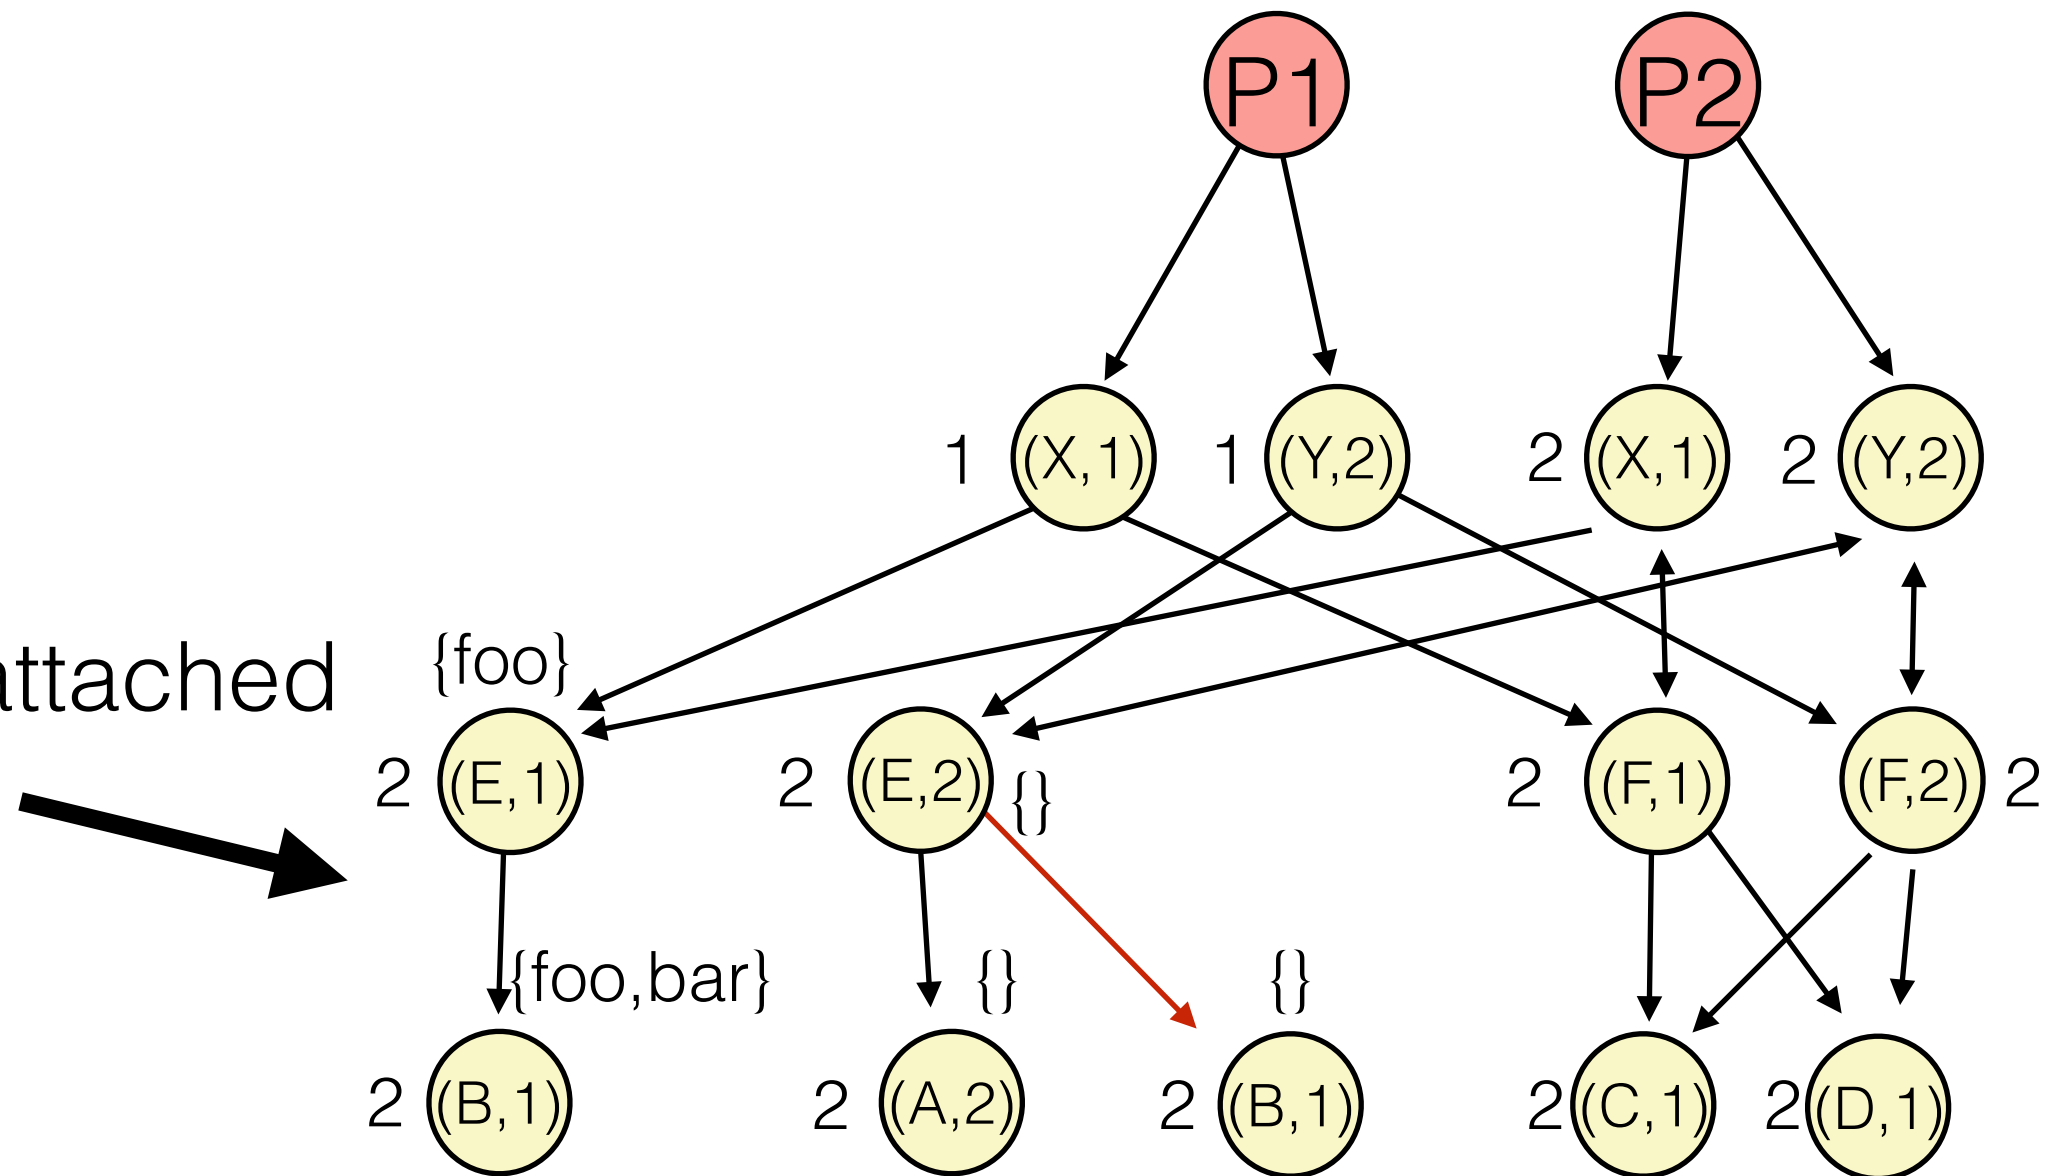 P1 P2
1 (X,1) 1 (Y,2) 2 (X,1) 2 (Y,2)
{foo}
2 (E,1) 2 (E,2) {} 2 (F,1) (F,2) 2
{foo,bar} {} {}
2 (B,1) 2 (A,2) 2 (B,1) 2 (C,1) 2 (D,1)